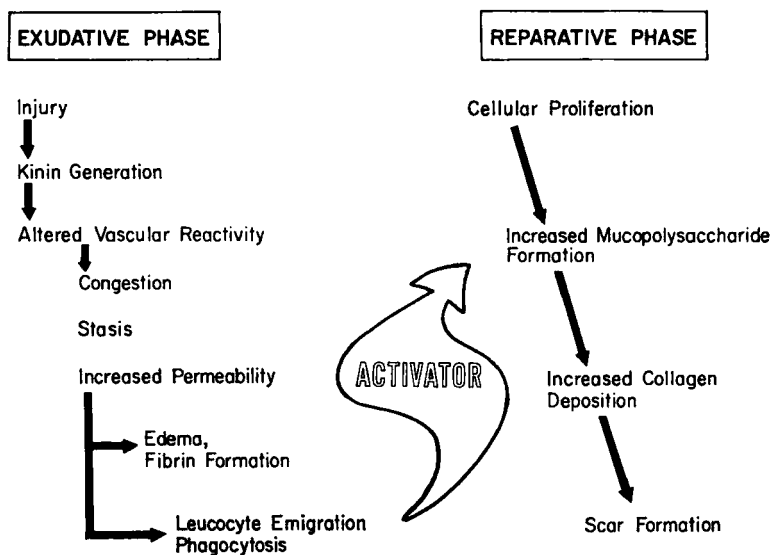 EXUDATIVE PHASE
Injury
Kinin Generation
Altered Vascular Reactivity
Congestion
Stasis
Increased Permeability
Edema,
Fibrin Formation
Leucocyte Emigration
Phagocytosis
ACTIVATOR
REPARATIVE PHASE
Cellular Proliferation
Increased Mucopolysaccharide
Formation
Increased Collagen
Deposition
Scar Formation